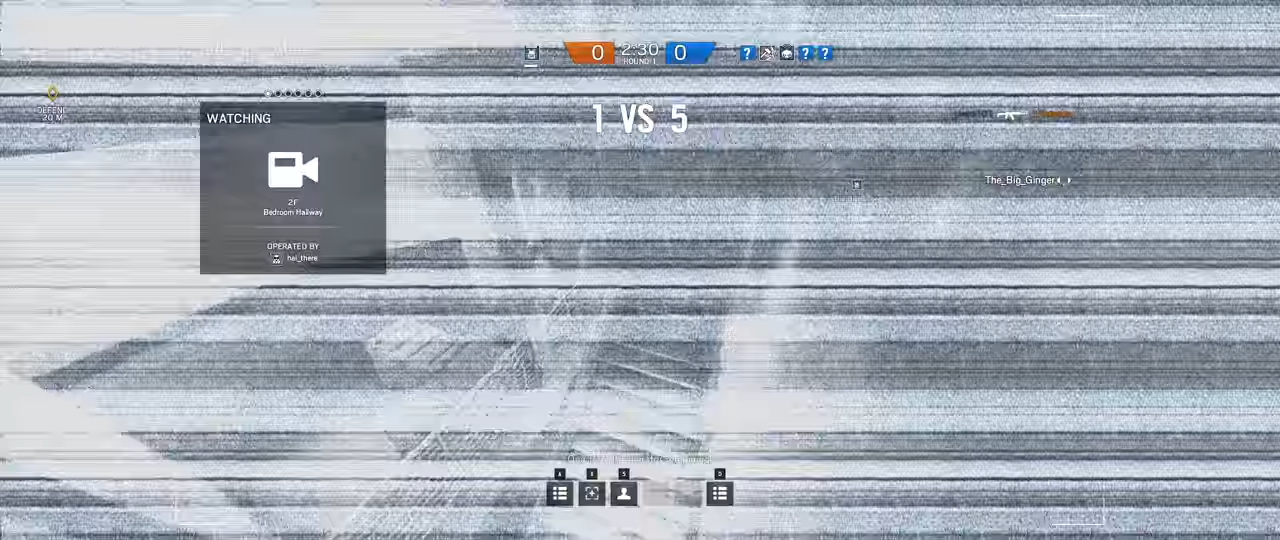 0 2:30 0 ? ? ?
ROUND 1
DEFEND
20 M
WATCHING
1 VS 5
2F
Bedroom Hallway
The_Big_Ginger
OPERATED BY
hai_there